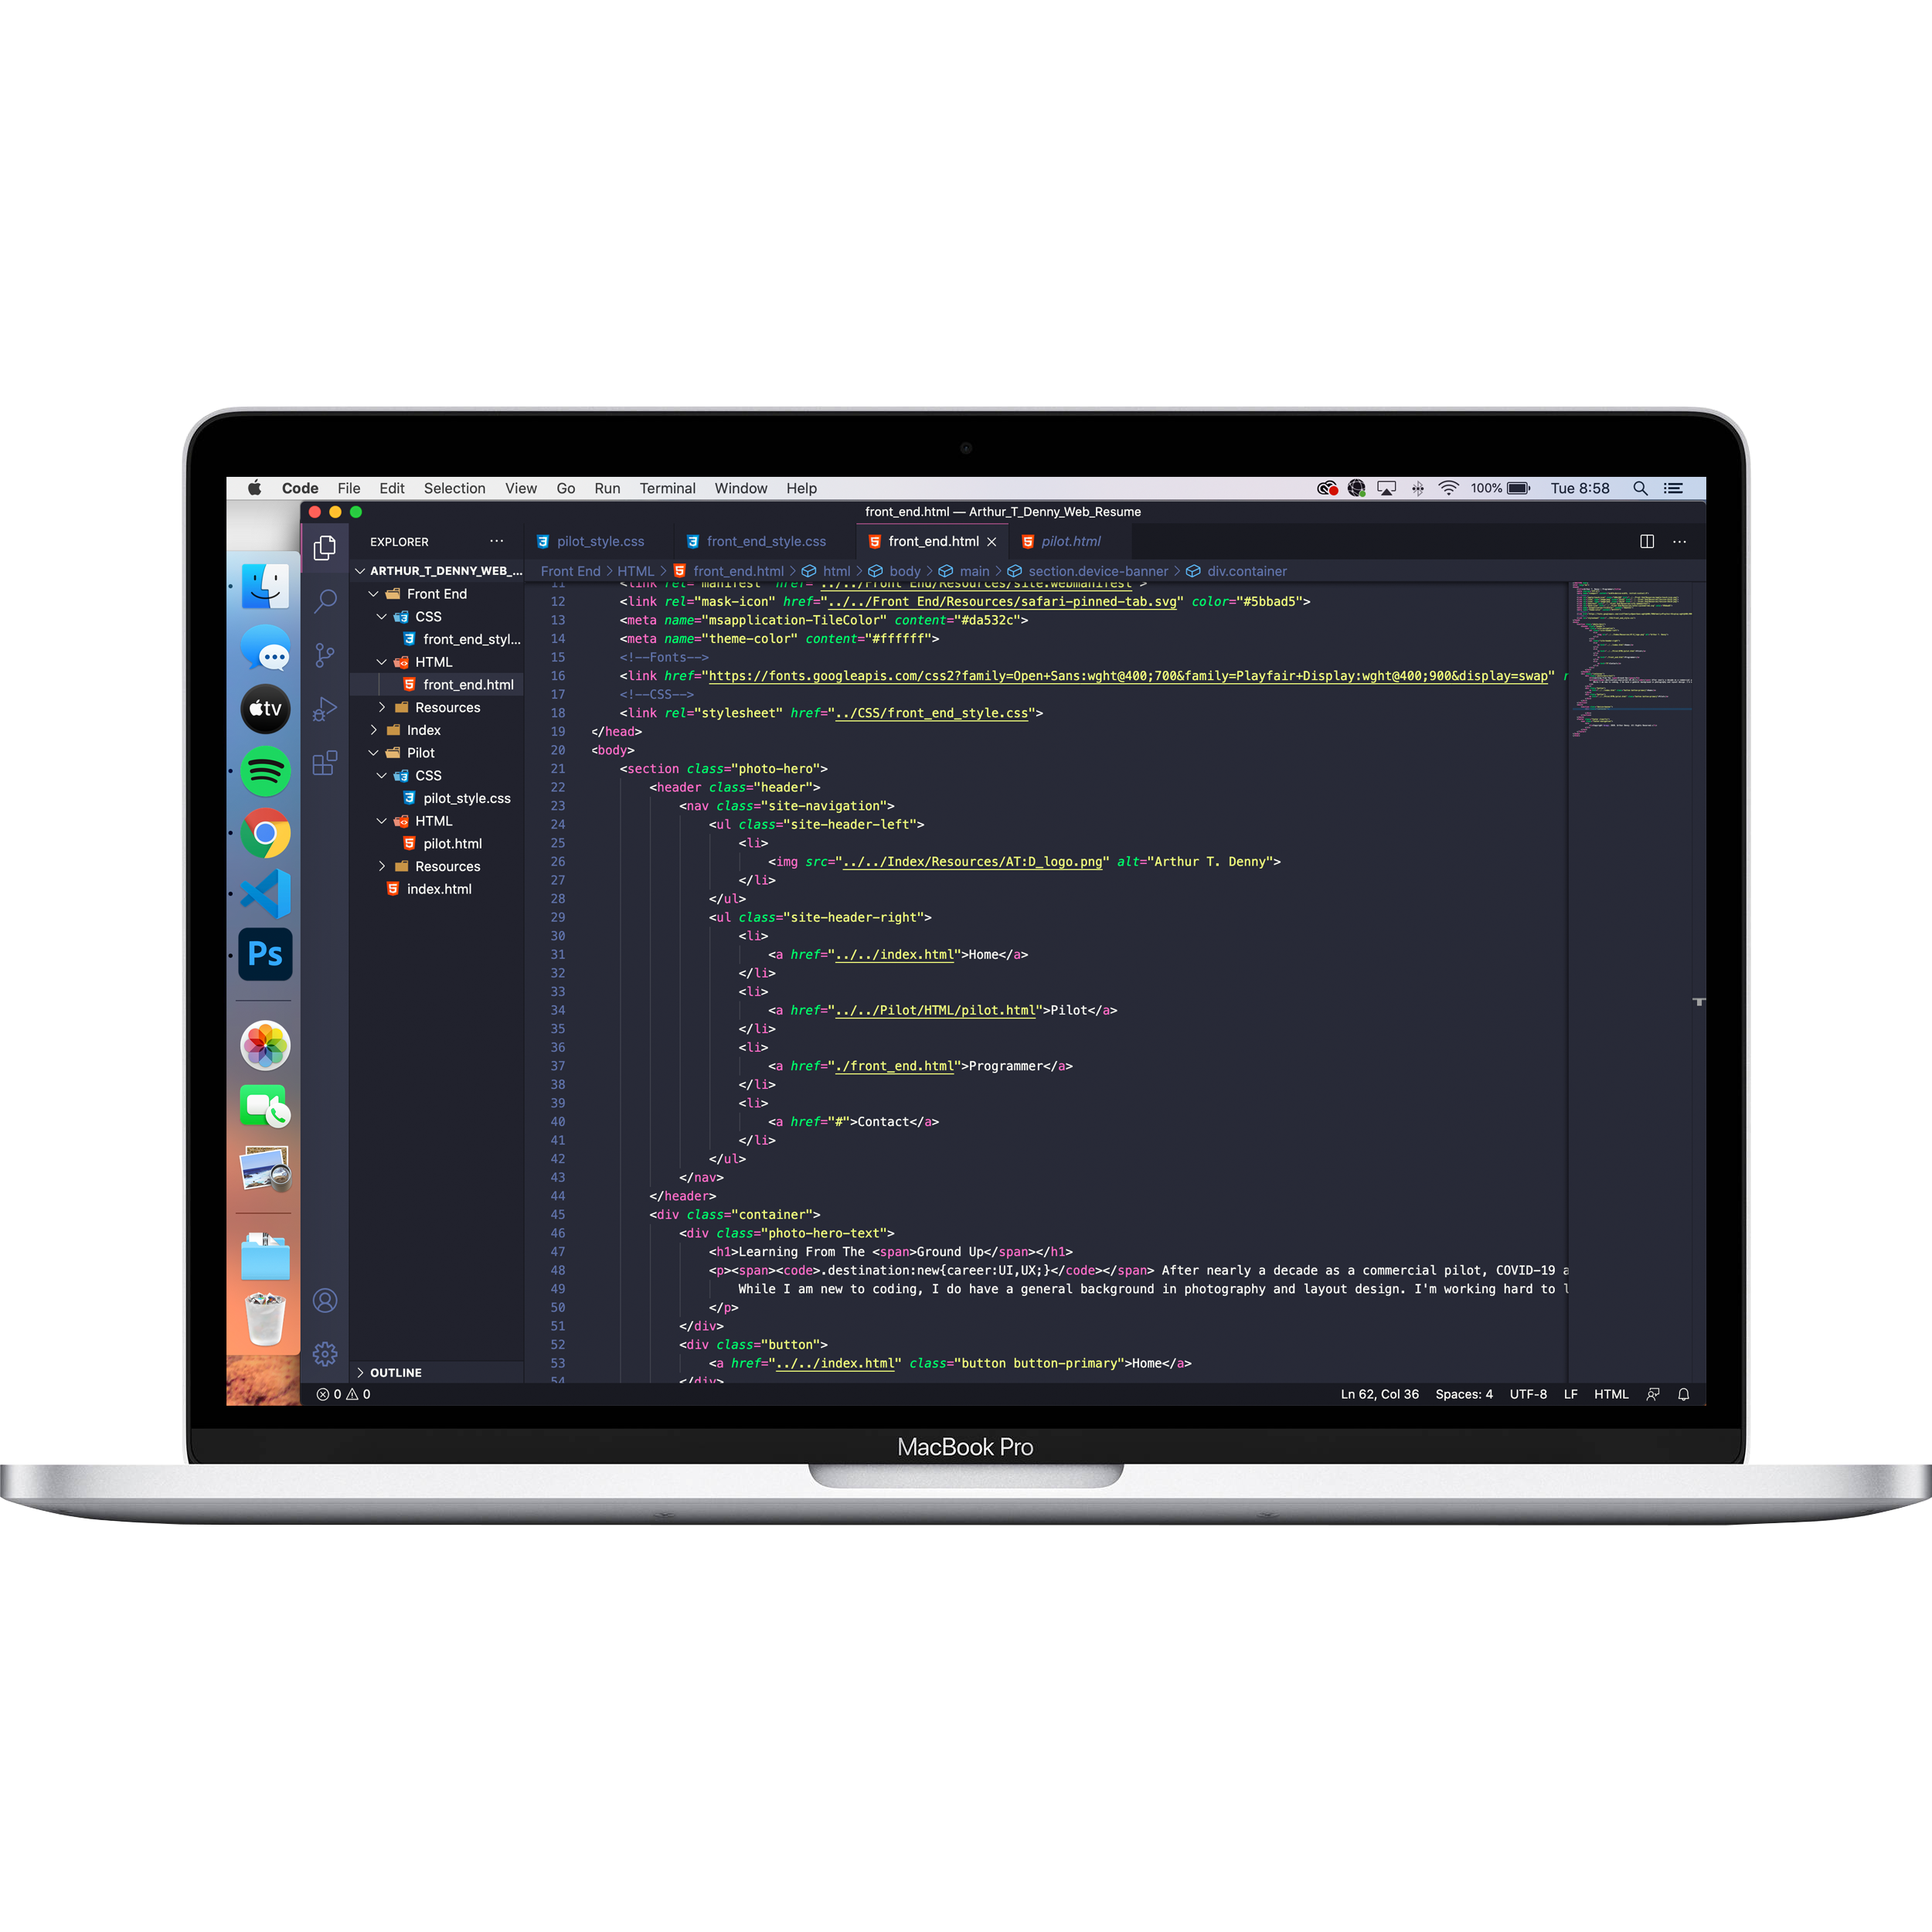 Code File Edit Selection View Go Run Terminal Window Help 100% Tue 8:58
front_end.html — Arthur_T_Denny_Web_Resume
EXPLORER ···
pilot_style.css front_end_style.css front_end.html pilot.html
ARTHUR_T_DENNY_WEB_...
Front End
CSS
front_end_styl...
HTML
front_end.html
Resources
Index
Pilot
CSS
pilot_style.css
HTML
pilot.html
Resources
index.html
OUTLINE
tv
Ps
Front End > HTML > front_end.html > html > body > main > section.device-banner > div.container
11 <link rel="manifest" href="../../Front End/Resources/site.webmanifest">
12 <link rel="mask-icon" href="../../Front End/Resources/safari-pinned-tab.svg" color="#5bbad5">
13 <meta name="msapplication-TileColor" content="#da532c">
14 <meta name="theme-color" content="#ffffff">
15 <!--Fonts-->
16 <link href="https://fonts.googleapis.com/css2?family=Open+Sans:wght@400;700&family=Playfair+Display:wght@400;900&display=swap" r
17 <!--CSS-->
18 <link rel="stylesheet" href="../CSS/front_end_style.css">
19 </head>
20 <body>
21 <section class="photo-hero">
22 <header class="header">
23 <nav class="site-navigation">
24 <ul class="site-header-left">
25 <li>
26 <img src="../../Index/Resources/AT:D_logo.png" alt="Arthur T. Denny">
27 </li>
28 </ul>
29 <ul class="site-header-right">
30 <li>
31 <a href="../../index.html">Home</a>
32 </li>
33 <li>
34 <a href="../../Pilot/HTML/pilot.html">Pilot</a>
35 </li>
36 <li>
37 <a href="./front_end.html">Programmer</a>
38 </li>
39 <li>
40 <a href="#">Contact</a>
41 </li>
42 </ul>
43 </nav>
44 </header>
45 <div class="container">
46 <div class="photo-hero-text">
47 <h1>Learning From The <span>Ground Up</span></h1>
48 <p><span><code>.destination:new{career:UI,UX;}</code></span> After nearly a decade as a commercial pilot, COVID-19 a
49 While I am new to coding, I do have a general background in photography and layout design. I'm working hard to l
50 </p>
51 </div>
52 <div class="button">
53 <a href="../../index.html" class="button button-primary">Home</a>
54 </div>
0 0 Ln 62, Col 36 Spaces: 4 UTF-8 LF HTML
MacBook Pro